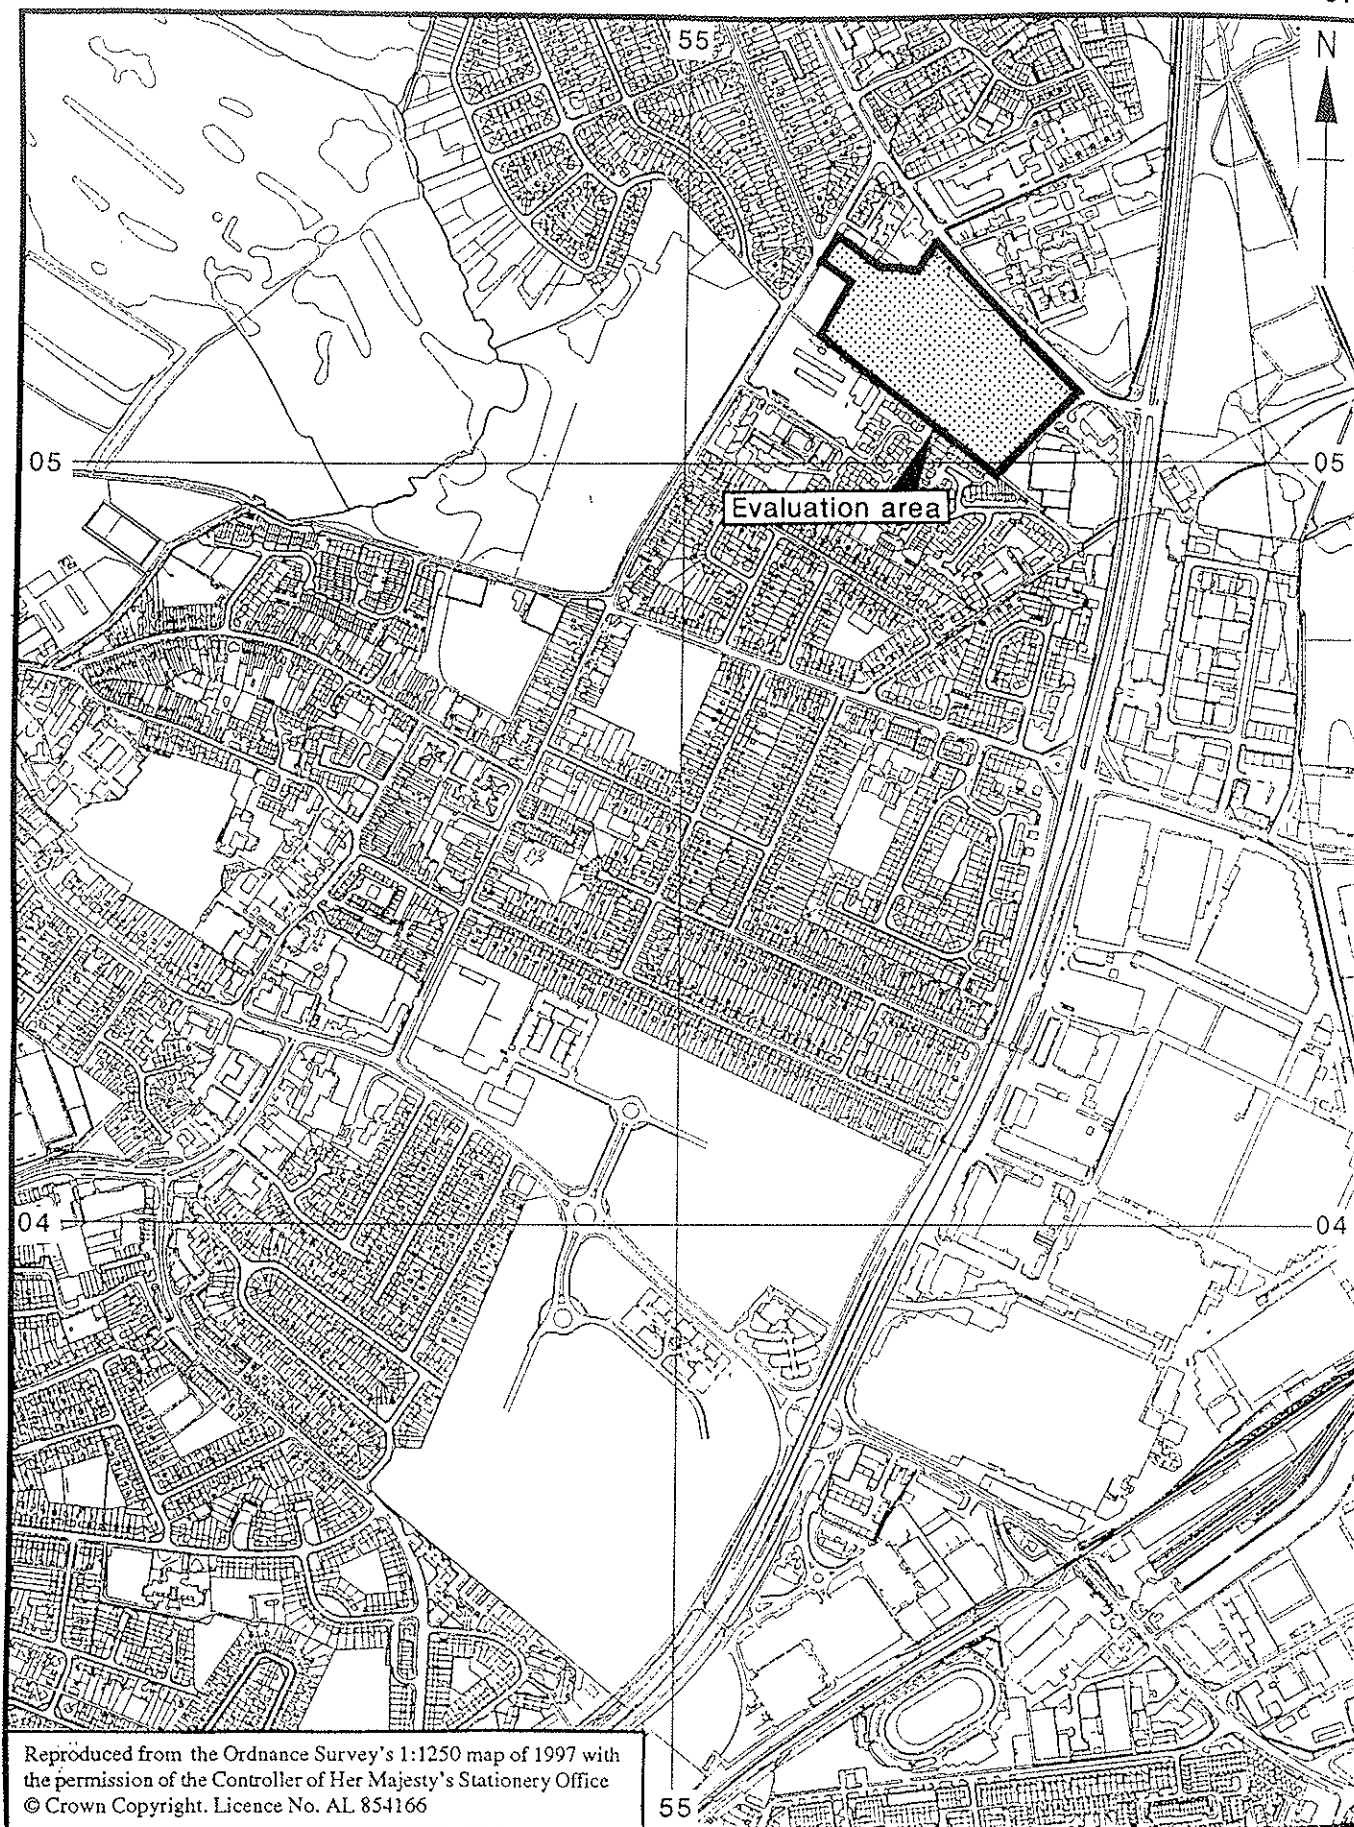 55
N
05
05
Evaluation area
04
04
Reproduced from the Ordnance Survey's 1:1250 map of 1997 with
the permission of the Controller of Her Majesty's Stationery Office
© Crown Copyright. Licence No. AL 854166
55